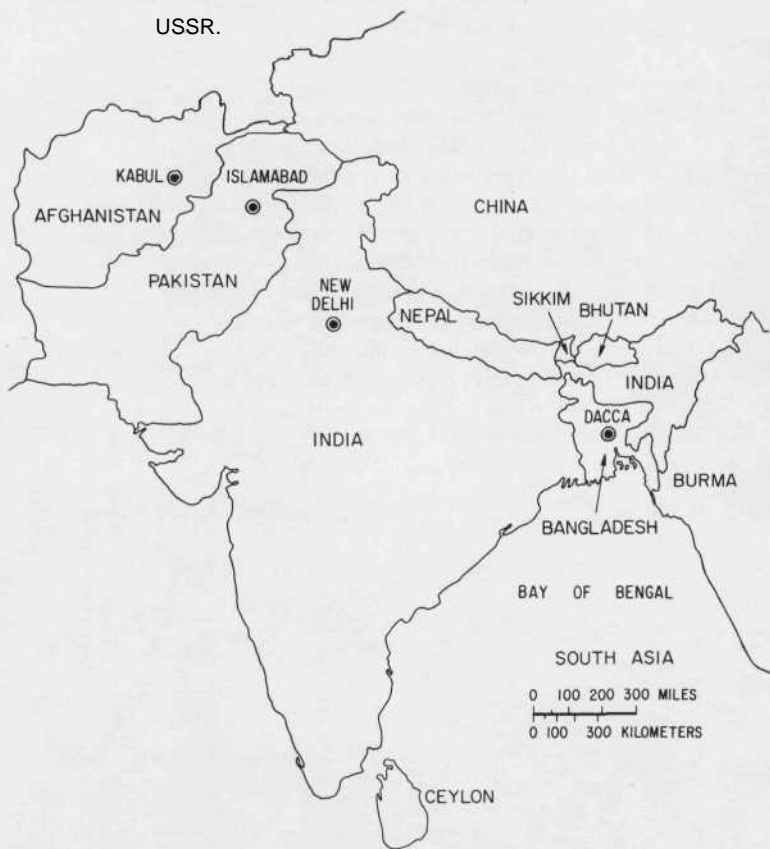 USSR.
KABUL
ISLAMABAD
AFGHANISTAN
CHINA
PAKISTAN
NEW
DELHI
NEPAL
SIKKIM
BHUTAN
INDIA
DACCA
INDIA
BURMA
BANGLADESH
BAY OF BENGAL
SOUTH ASIA
0 100 200 300 MILES
0 100 300 KILOMETERS
CEYLON